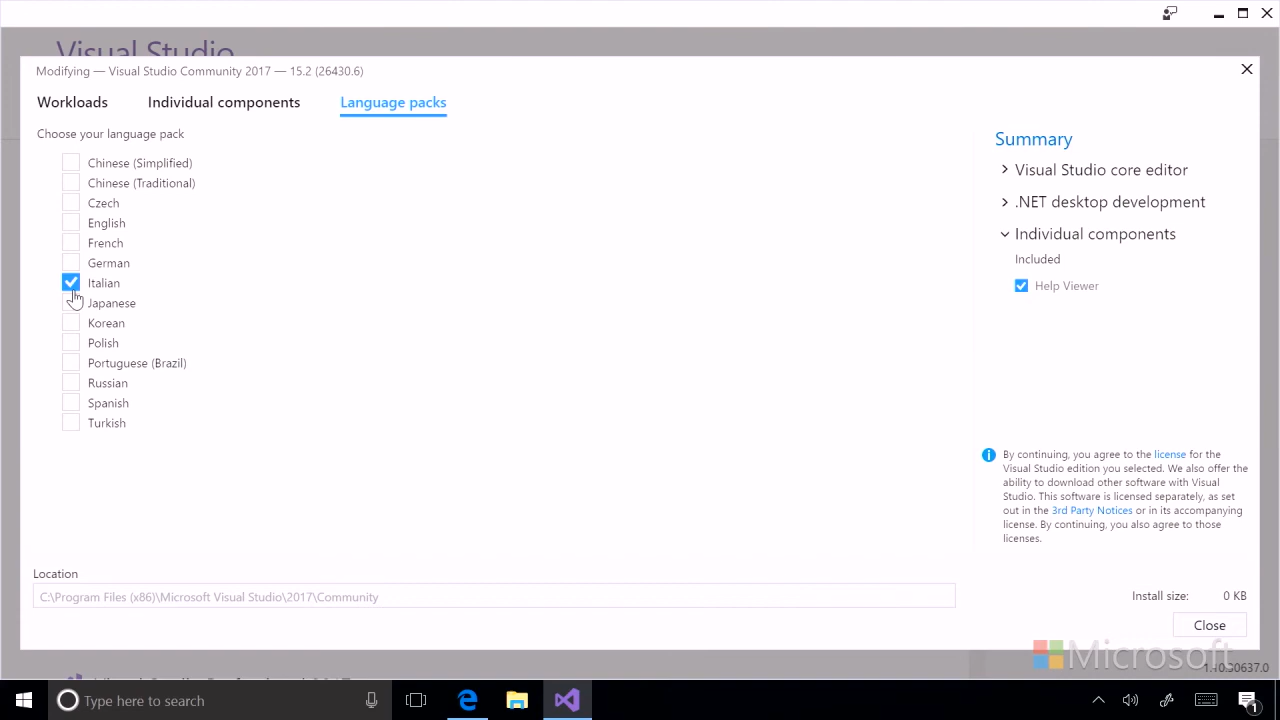 Visual Studio
Modifying — Visual Studio Community 2017 — 15.2 (26430.6)
Workloads
Individual components
Language packs
Choose your language pack
Chinese (Simplified)
Chinese (Traditional)
Czech
English
French
German
Italian
Japanese
Korean
Polish
Portuguese (Brazil)
Russian
Spanish
Turkish
Summary
Visual Studio core editor
.NET desktop development
Individual components
Included
Help Viewer
By continuing, you agree to the license for the
Visual Studio edition you selected. We also offer the
ability to download other software with Visual
Studio. This software is licensed separately, as set
out in the 3rd Party Notices or in its accompanying
license. By continuing, you also agree to those
licenses.
Location
C:\Program Files (x86)\Microsoft Visual Studio\2017\Community
Install size: 0 KB
Close
Microsoft
Type here to search
1